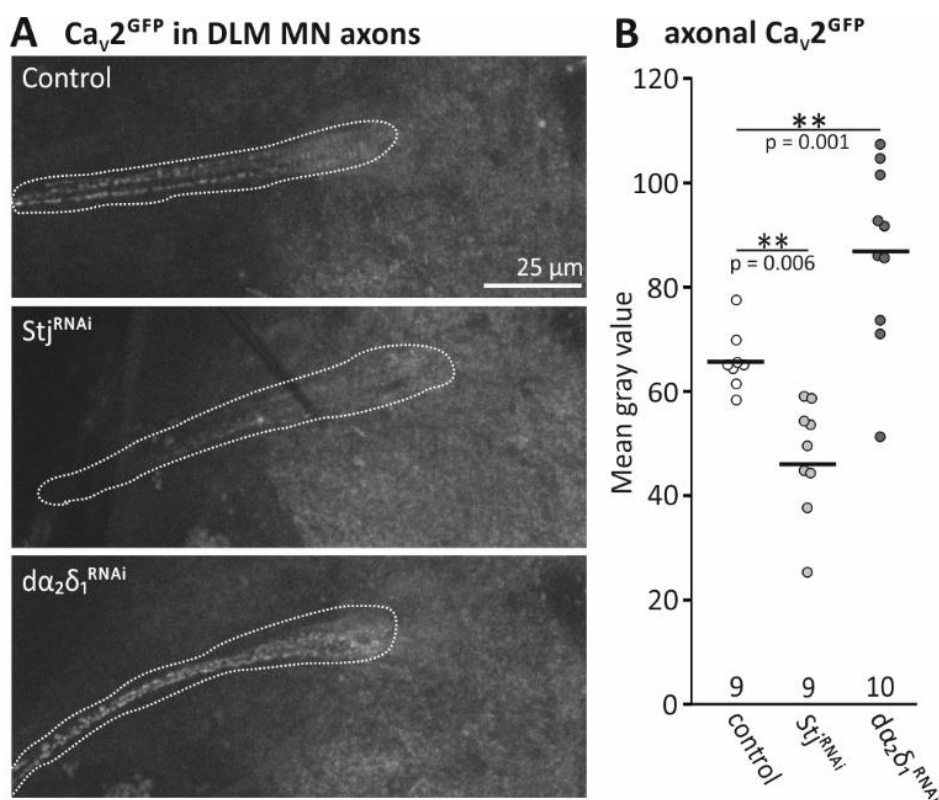 A Caᵥ2ᴳᶠᴾ in DLM MN axons
Control
25 µm
Stjᴿᴺᴬⁱ
dα₂δ₁ᴿᴺᴬⁱ
B axonal Caᵥ2ᴳᶠᴾ
Mean gray value
120
100
80
60
40
20
0
**
p = 0.001
**
p = 0.006
9 9 10
control
Stjᴿᴺᴬⁱ
dα₂δ₁ᴿᴺᴬⁱ